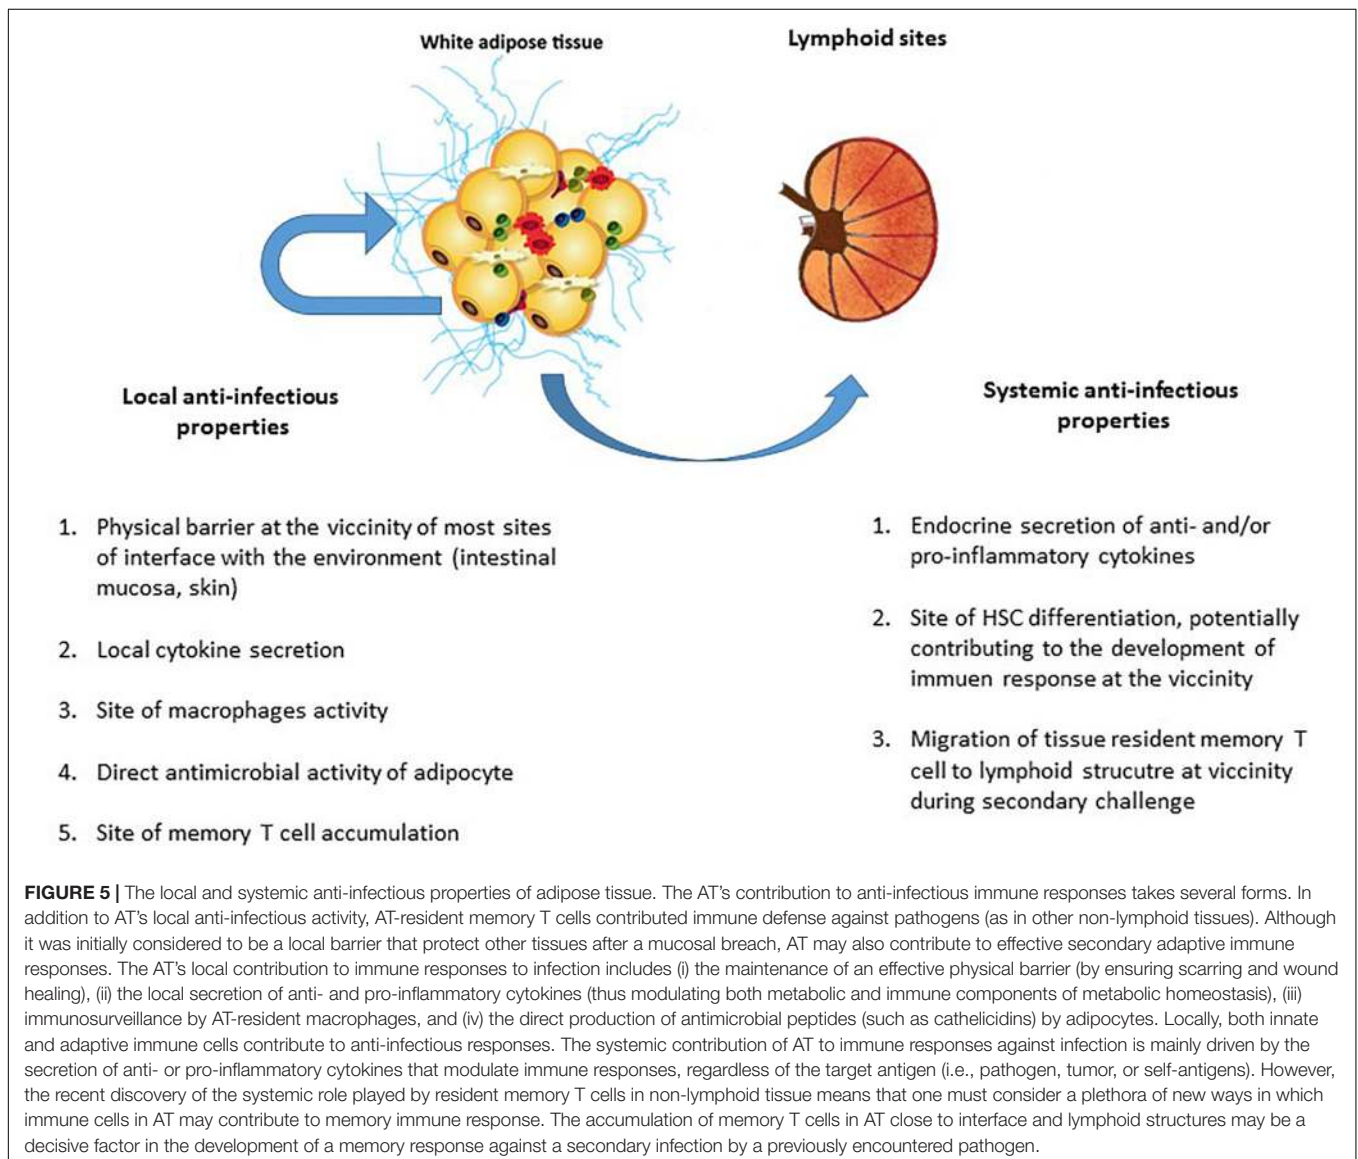 White adipose tissue
Lymphoid sites
Local anti-infectious
properties
Systemic anti-infectious
properties
1. Physical barrier at the viccinity of most sites
of interface with the environment (intestinal
mucosa, skin)
2. Local cytokine secretion
3. Site of macrophages activity
4. Direct antimicrobial activity of adipocyte
5. Site of memory T cell accumulation
1. Endocrine secretion of anti- and/or
pro-inflammatory cytokines
2. Site of HSC differentiation, potentially
contributing to the development of
immuen response at the viccinity
3. Migration of tissue resident memory T
cell to lymphoid strucutre at viccinity
during secondary challenge
FIGURE 5 | The local and systemic anti-infectious properties of adipose tissue. The AT’s contribution to anti-infectious immune responses takes several forms. In
addition to AT’s local anti-infectious activity, AT-resident memory T cells contributed immune defense against pathogens (as in other non-lymphoid tissues). Although
it was initially considered to be a local barrier that protect other tissues after a mucosal breach, AT may also contribute to effective secondary adaptive immune
responses. The AT’s local contribution to immune responses to infection includes (i) the maintenance of an effective physical barrier (by ensuring scarring and wound
healing), (ii) the local secretion of anti- and pro-inflammatory cytokines (thus modulating both metabolic and immune components of metabolic homeostasis), (iii)
immunosurveillance by AT-resident macrophages, and (iv) the direct production of antimicrobial peptides (such as cathelicidins) by adipocytes. Locally, both innate
and adaptive immune cells contribute to anti-infectious responses. The systemic contribution of AT to immune responses against infection is mainly driven by the
secretion of anti- or pro-inflammatory cytokines that modulate immune responses, regardless of the target antigen (i.e., pathogen, tumor, or self-antigens). However,
the recent discovery of the systemic role played by resident memory T cells in non-lymphoid tissue means that one must consider a plethora of new ways in which
immune cells in AT may contribute to memory immune response. The accumulation of memory T cells in AT close to interface and lymphoid structures may be a
decisive factor in the development of a memory response against a secondary infection by a previously encountered pathogen.